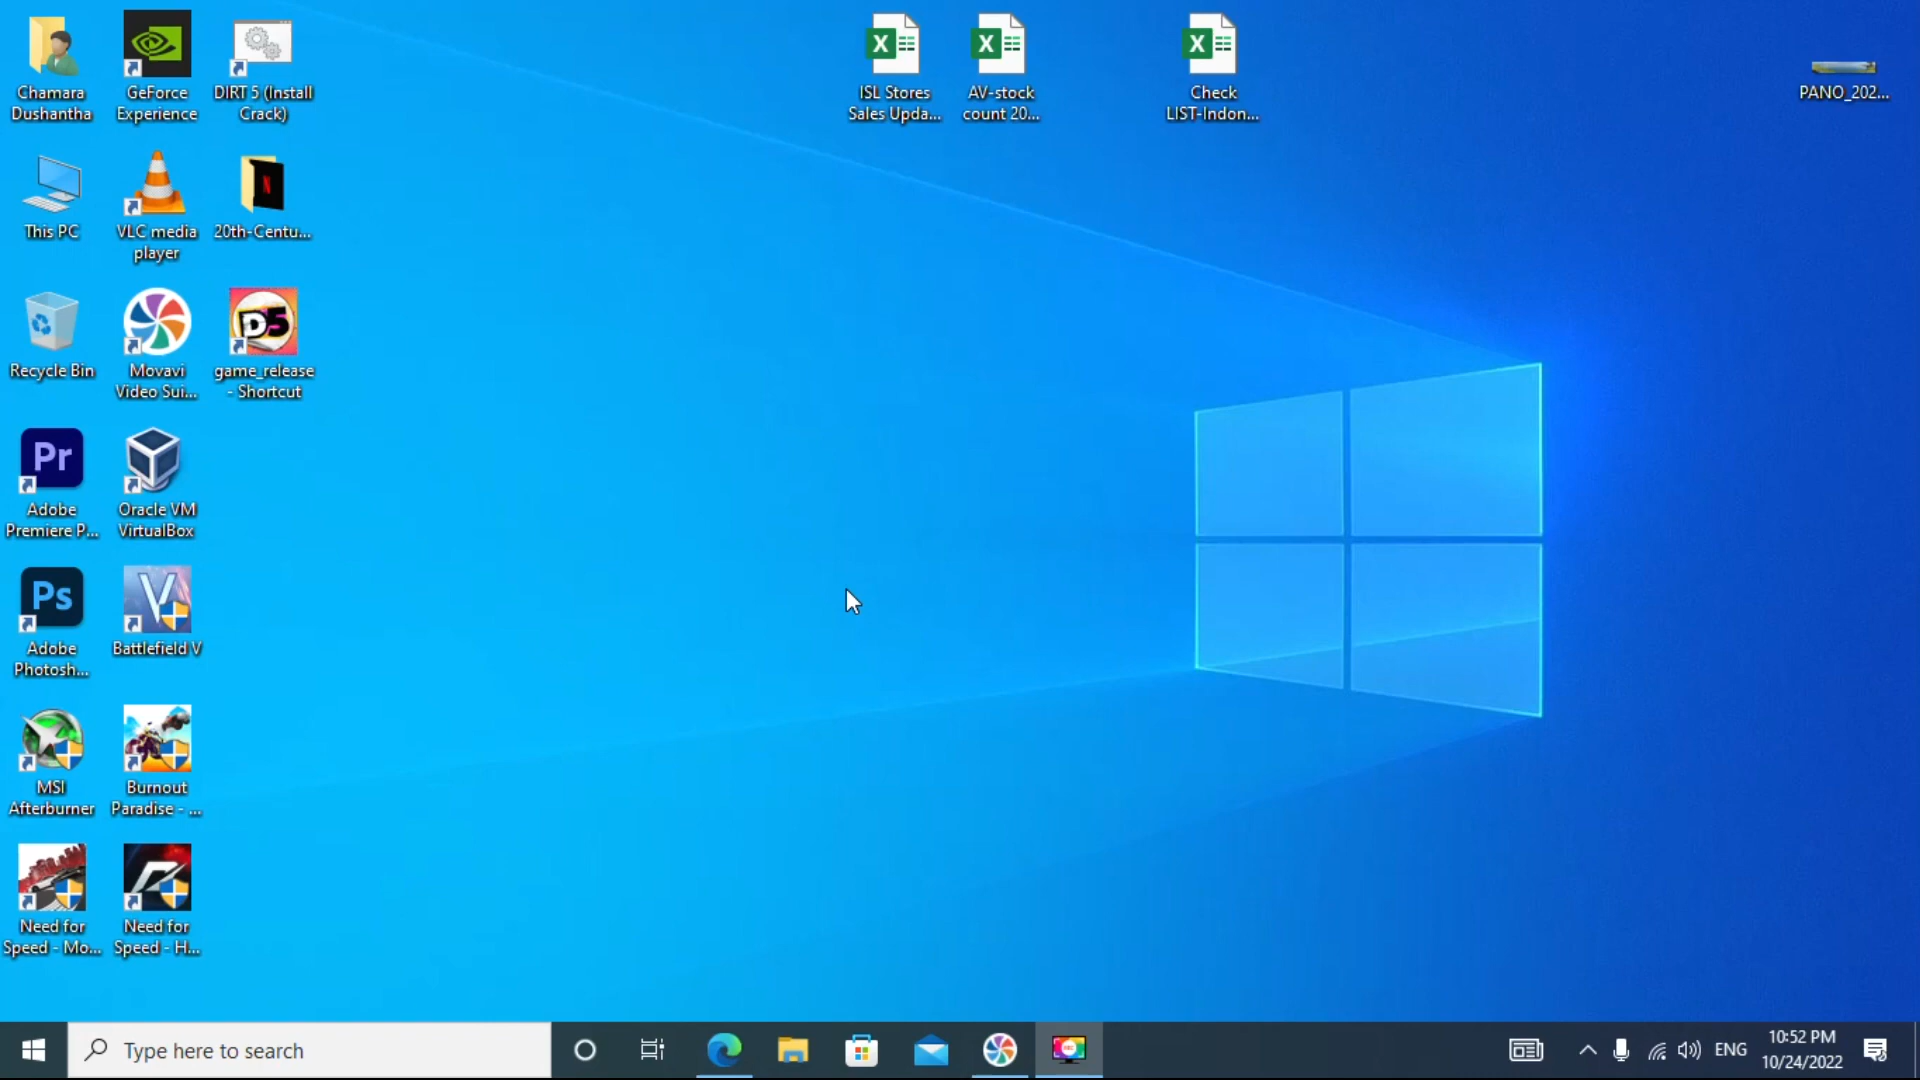 Chamara
Dushantha
GeForce
Experience
DIRT 5 (Install
Crack)
ISL Stores
Sales Upda...
AV-stock
count 20...
Check
LIST-Indon...
PANO_202...
This PC
VLC media
player
N
20th-Centu...
Recycle Bin
Movavi
Video Sui...
D5
game_release
- Shortcut
Pr
Adobe
Premiere P...
Oracle VM
VirtualBox
Ps
Adobe
Photosh...
V
Battlefield V
MSI
Afterburner
Burnout
Paradise - ...
Need for
Speed - Mo...
Need for
Speed - H...
Type here to search
ENG
10:52 PM
10/24/2022